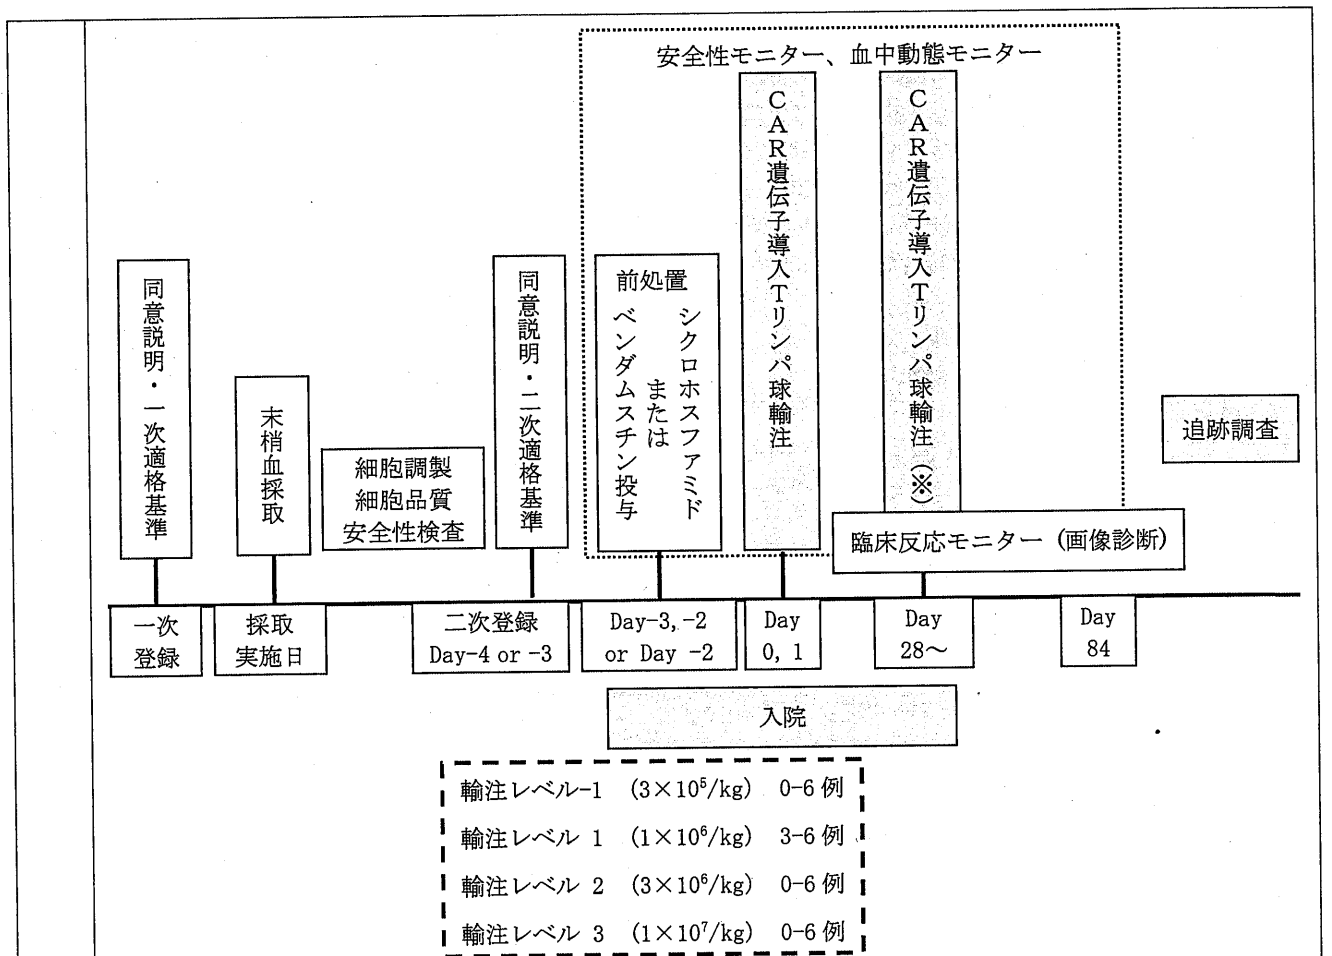 安全性モニター、血中動態モニター
同意説明・一次適格基準
末梢血採取
細胞調製
細胞品質
安全性検査
同意説明・二次適格基準
前処置
シクロホスファミド
または
ベンダムスチン投与
CAR遺伝子導入Tリンパ球輸注
CAR遺伝子導入Tリンパ球輸注(※)
臨床反応モニター (画像診断)
追跡調査
一次
登録
採取
実施日
二次登録
Day-4 or -3
Day-3, -2
or Day -2
Day
0, 1
Day
28～
Day
84
入院
輸注レベル-1 (3×10⁵/kg) 0-6 例
輸注レベル 1 (1×10⁶/kg) 3-6 例
輸注レベル 2 (3×10⁶/kg) 0-6 例
輸注レベル 3 (1×10⁷/kg) 0-6 例